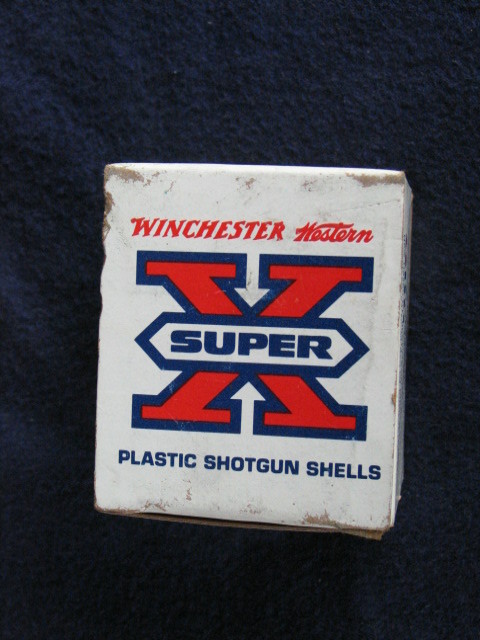 WINCHESTER Western
X
SUPER
PLASTIC SHOTGUN SHELLS